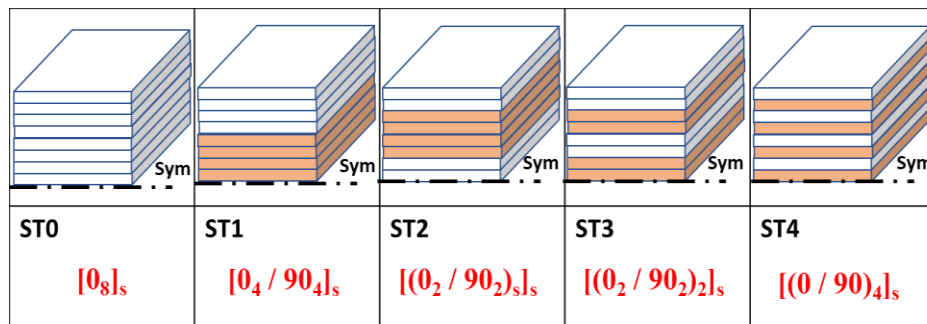 Sym
Sym
Sym
Sym
Sym
ST0
[0₈]ₛ
ST1
[0₄ / 90₄]ₛ
ST2
[(0₂ / 90₂)ₛ]ₛ
ST3
[(0₂ / 90₂)₂]ₛ
ST4
[(0 / 90)₄]ₛ